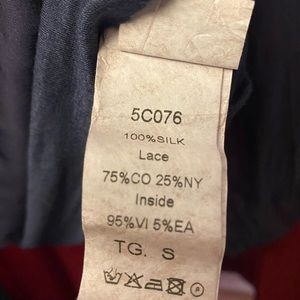 5C076
100%SILK
Lace
75%CO 25%NY
Inside
95%VI 5%EA
TG. S